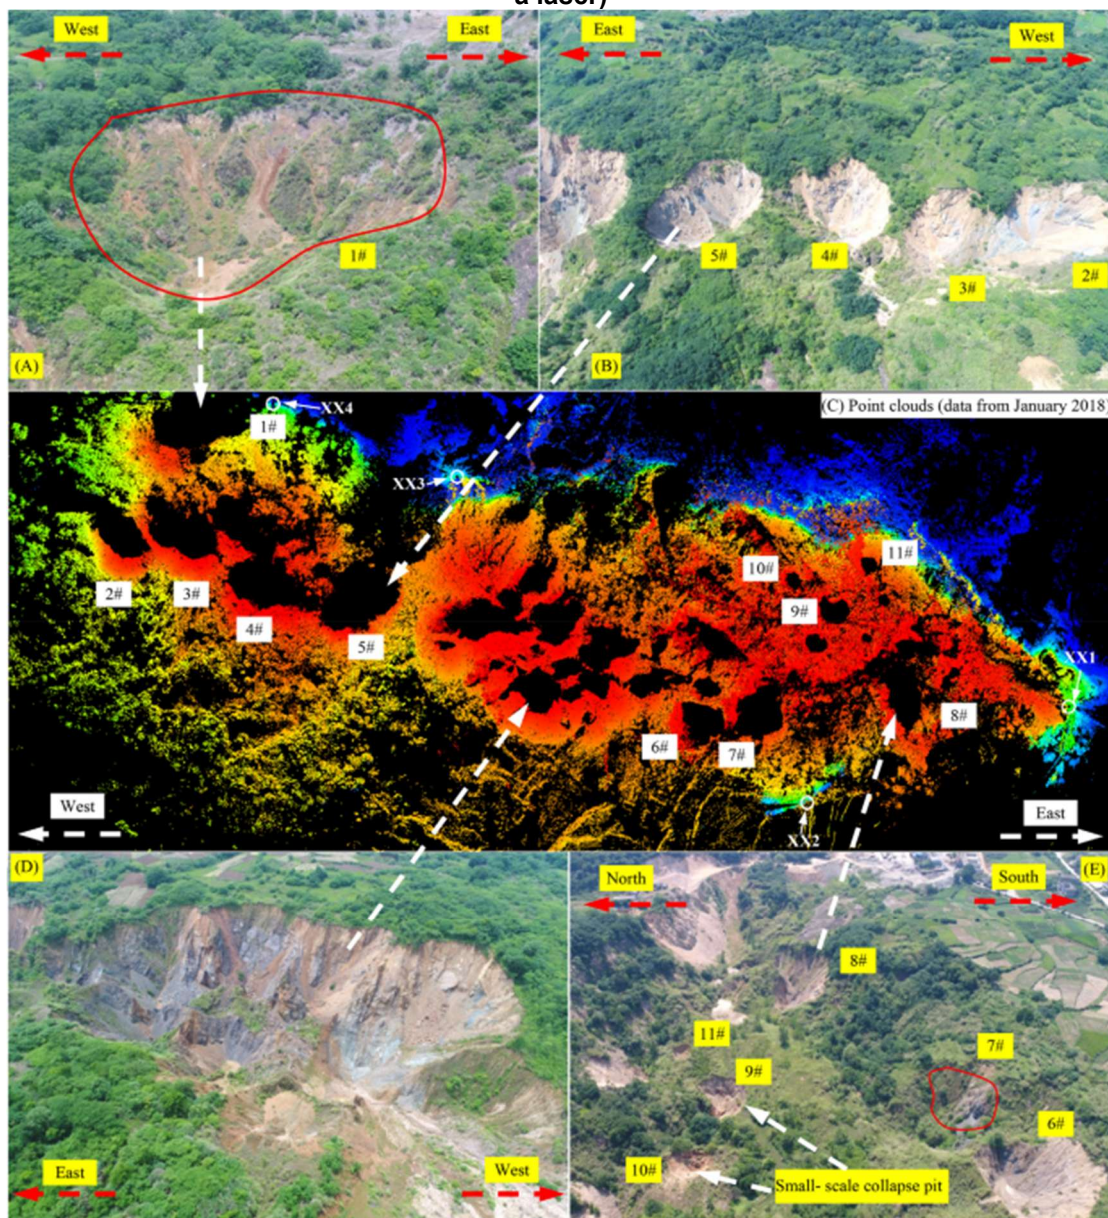 a laser)
West
East
1#
(A)
East
West
5#
4#
3#
2#
(B)
(C) Point clouds (data from January 2018)
XX4
1#
XX3
11#
10#
9#
2#
3#
4#
5#
XX1
8#
6#
7#
West
East
XX2
(D)
East
West
North
South
(E)
8#
11#
9#
7#
6#
10#
Small- scale collapse pit